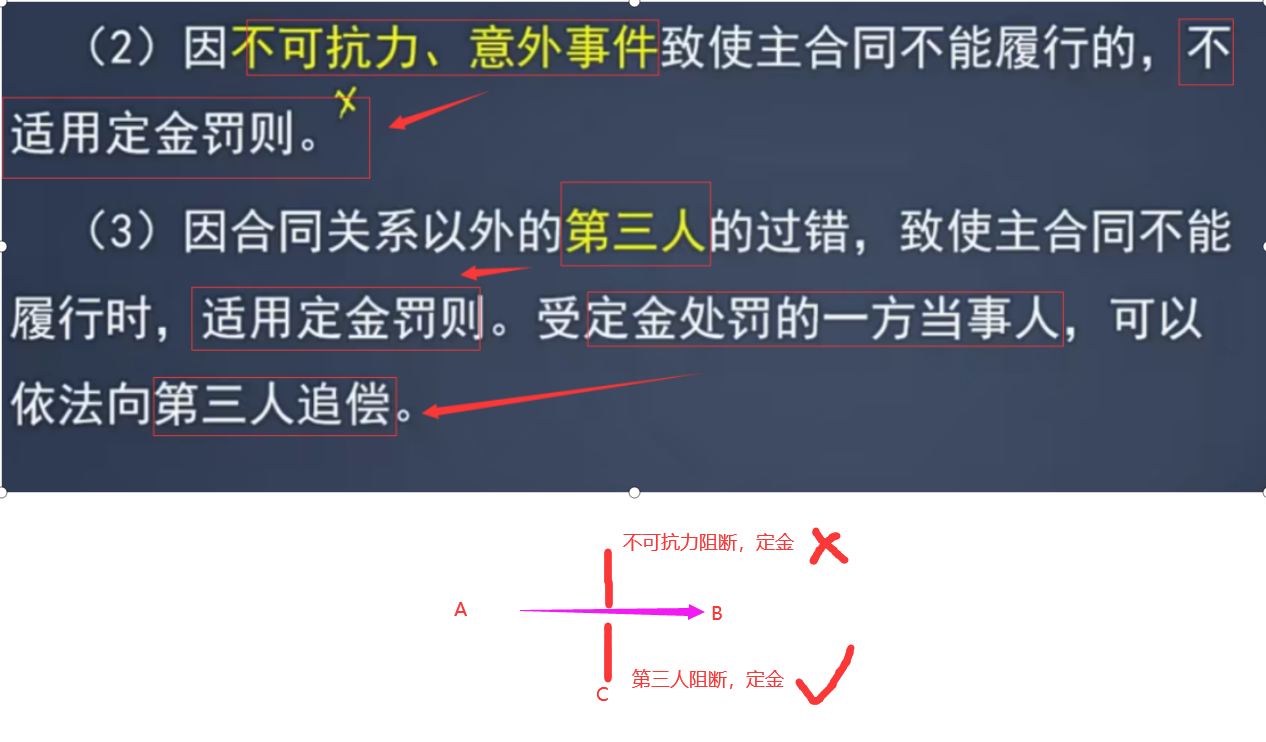 （2）因不可抗力、意外事件致使主合同不能履行的，不
适用定金罚则。
（3）因合同关系以外的第三人的过错，致使主合同不能
履行时，适用定金罚则。受定金处罚的一方当事人，可以
依法向第三人追偿。
不可抗力阻断，定金
A
B
第三人阻断，定金
C